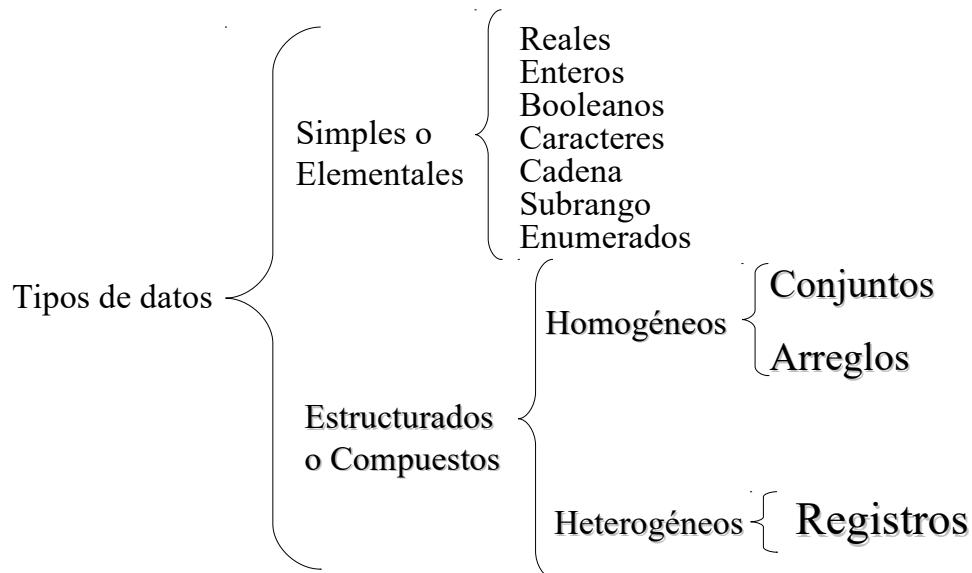 Tipos de datos
Simples o
Elementales
Reales
Enteros
Booleanos
Caracteres
Cadena
Subrango
Enumerados
Estructurados
o Compuestos
Homogéneos
Conjuntos
Arreglos
Heterogéneos
Registros